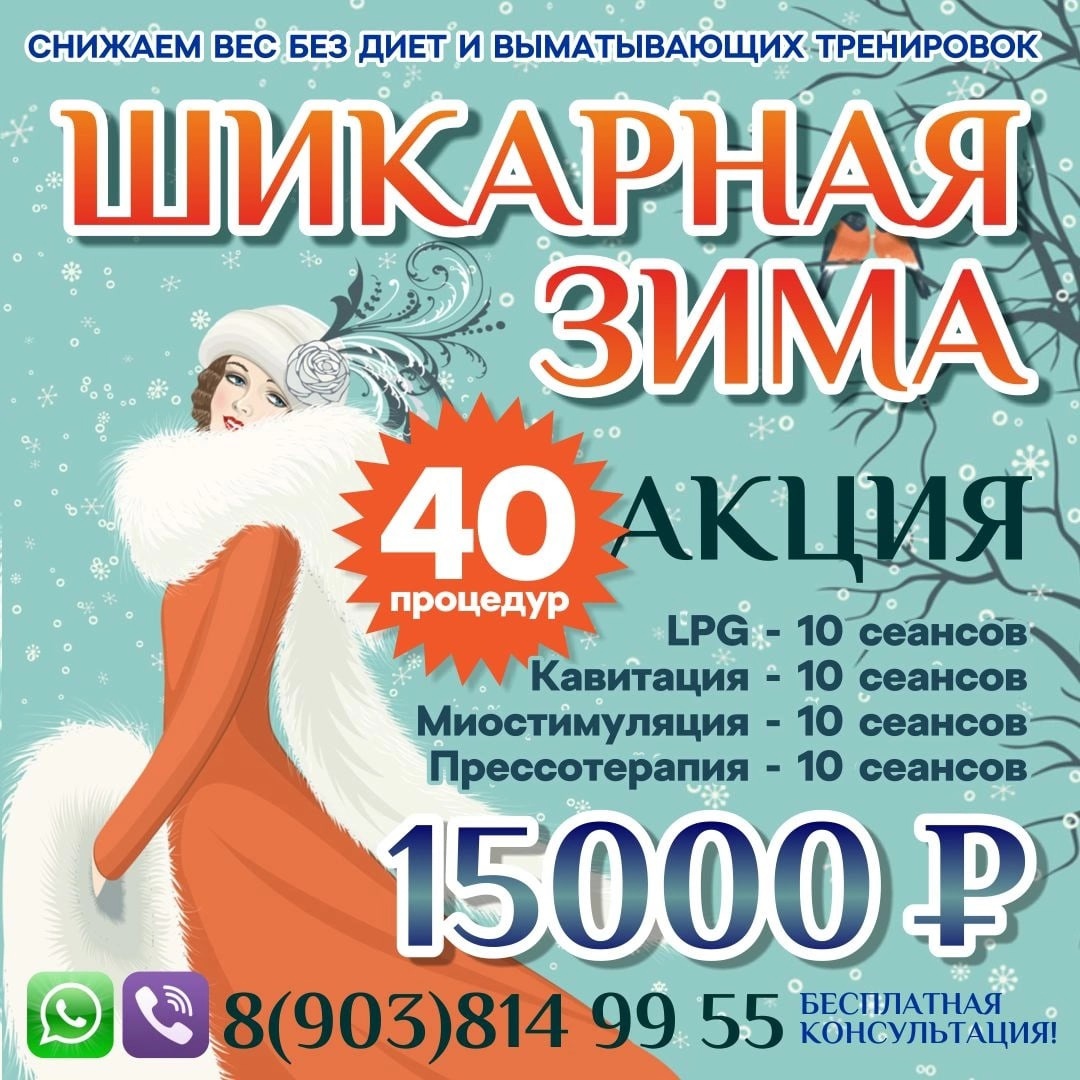 СНИЖАЕМ ВЕС БЕЗ ДИЕТ И ВЫМАТЫВАЮЩИХ ТРЕНИРОВОК
ШИКАРНАЯ
ЗИМА
40
процедур
АКЦИЯ
LPG - 10 сеансов
Кавитация - 10 сеансов
Миостимуляция - 10 сеансов
Прессотерапия - 10 сеансов
15000 ₽
8(903)814 99 55
БЕСПЛАТНАЯ
КОНСУЛЬТАЦИЯ!